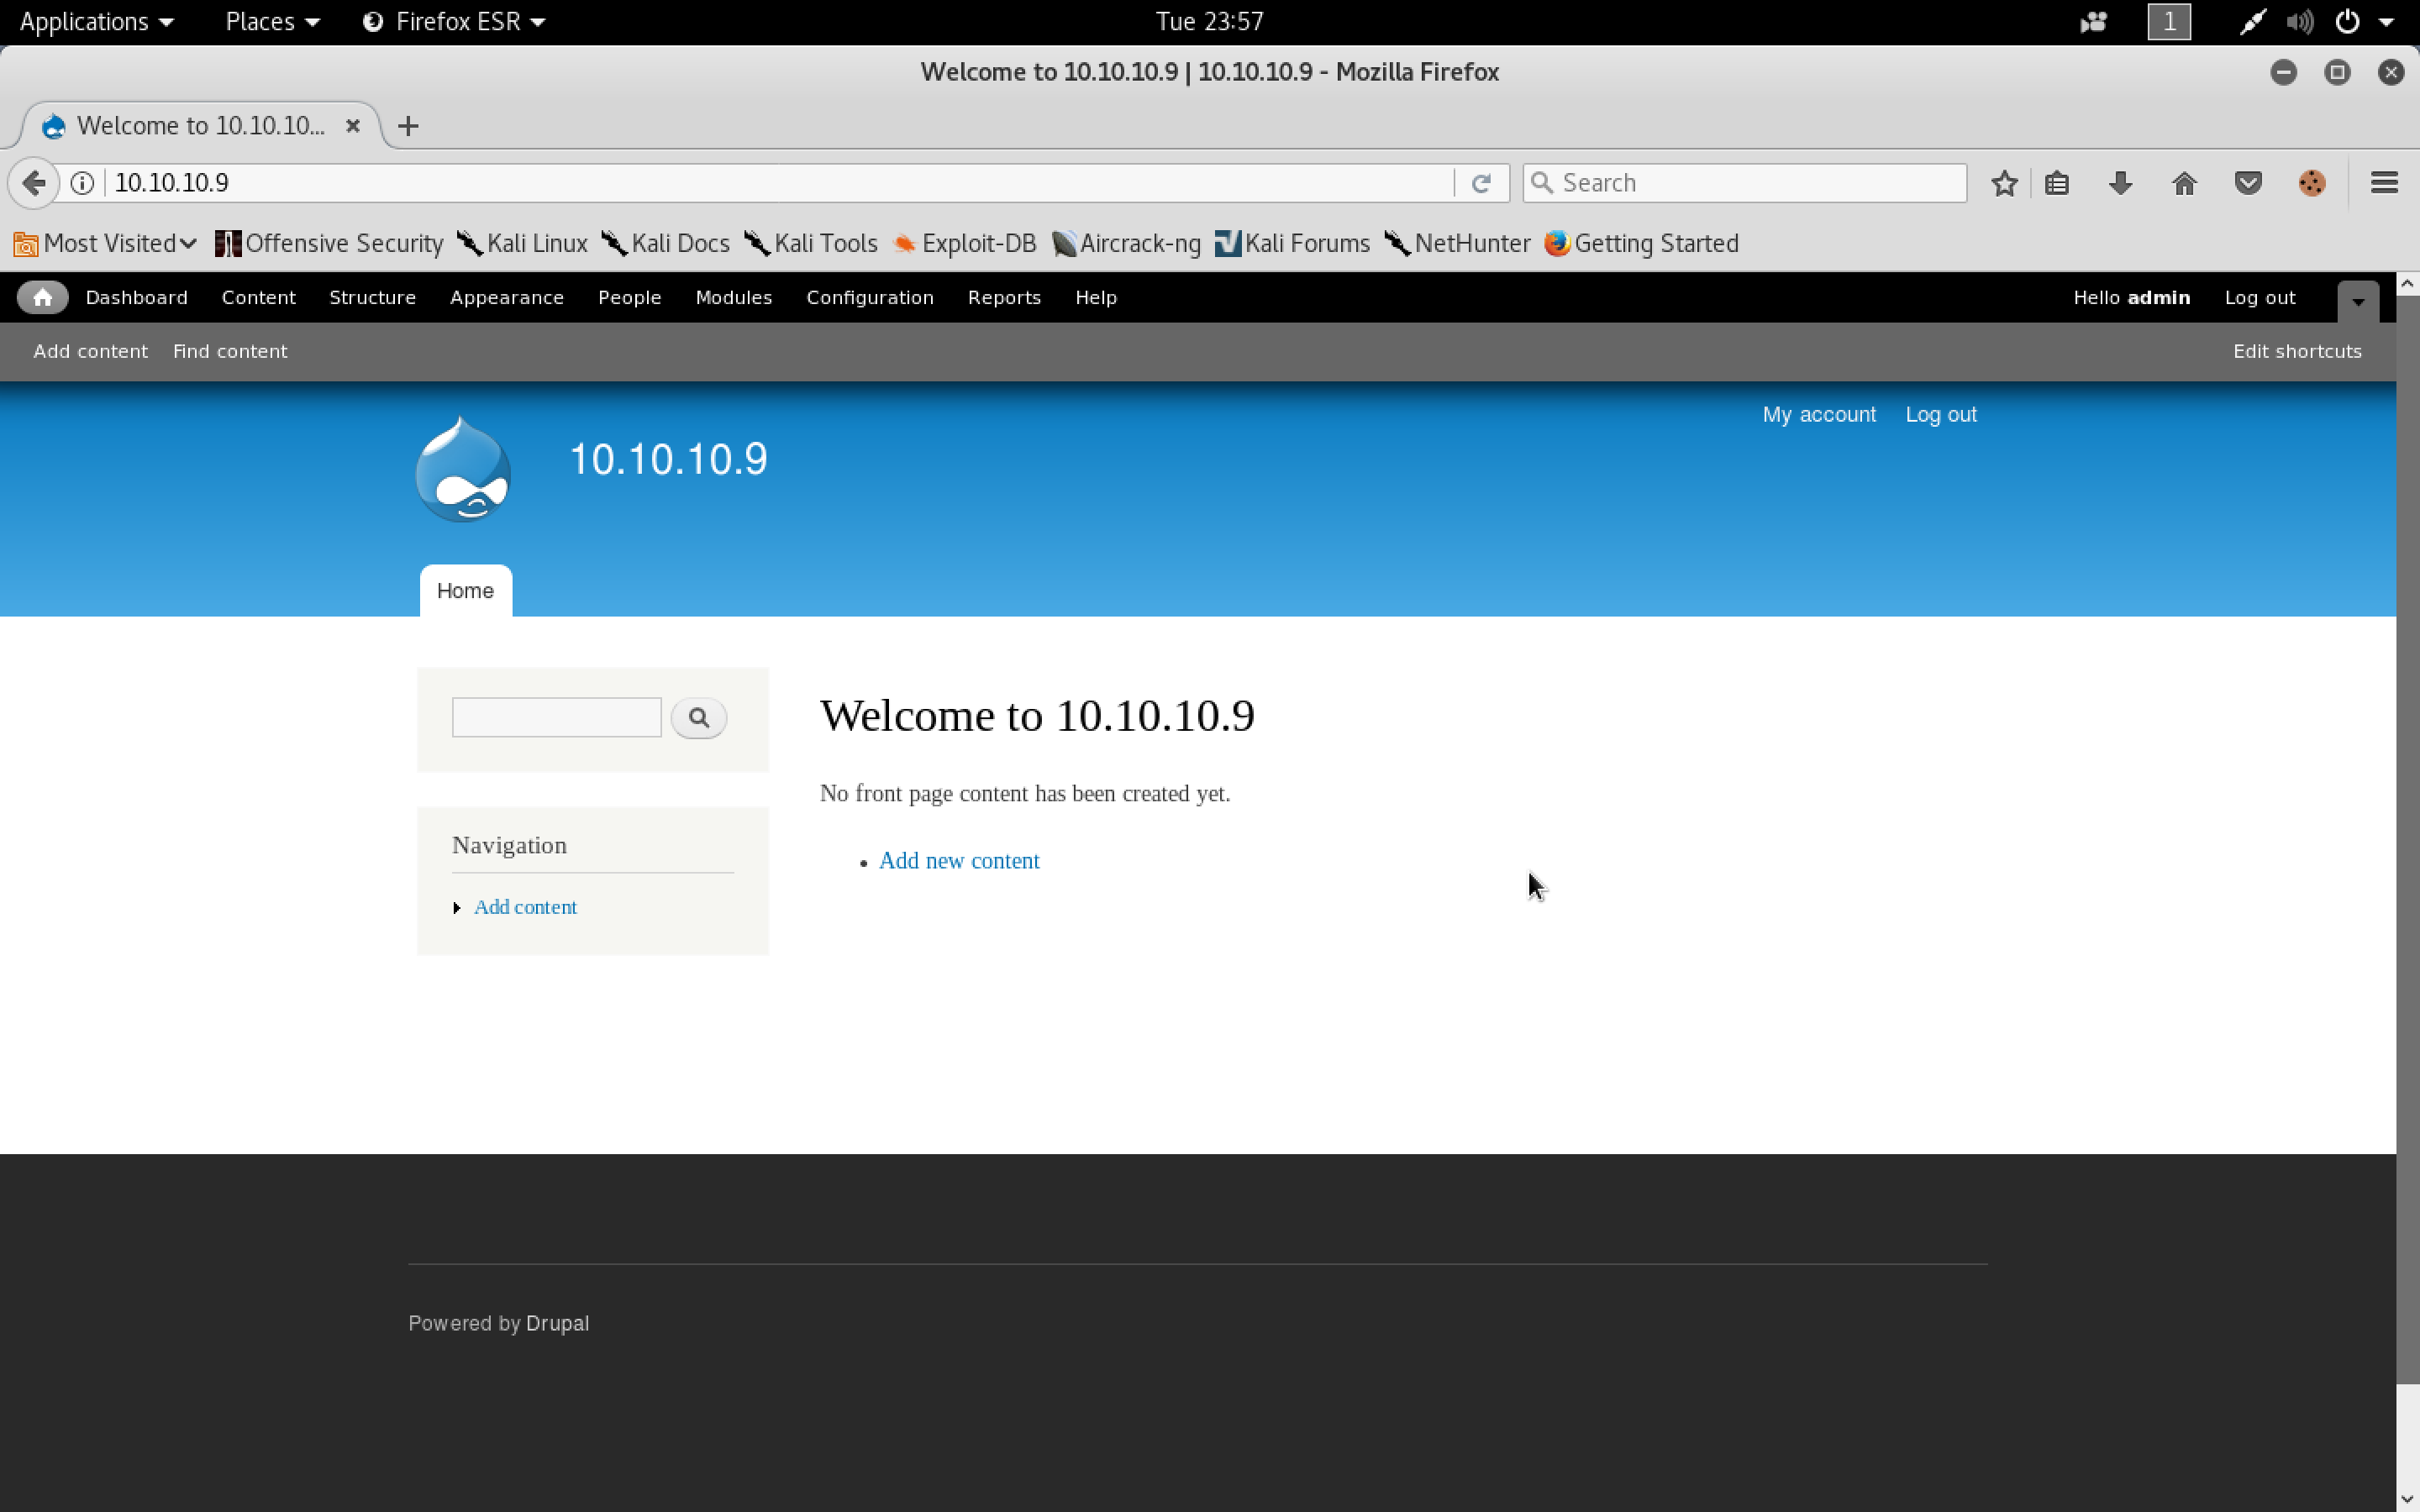 Applications Places Firefox ESR Tue 23:57 1
Welcome to 10.10.10.9 | 10.10.10.9 - Mozilla Firefox
Welcome to 10.10.10...
10.10.10.9 Search
Most Visited Offensive Security Kali Linux Kali Docs Kali Tools Exploit-DB Aircrack-ng Kali Forums NetHunter Getting Started
Dashboard Content Structure Appearance People Modules Configuration Reports Help Hello admin Log out
Add content Find content Edit shortcuts
My account Log out
10.10.10.9
Home
Welcome to 10.10.10.9
No front page content has been created yet.
Navigation
Add new content
Add content
Powered by Drupal